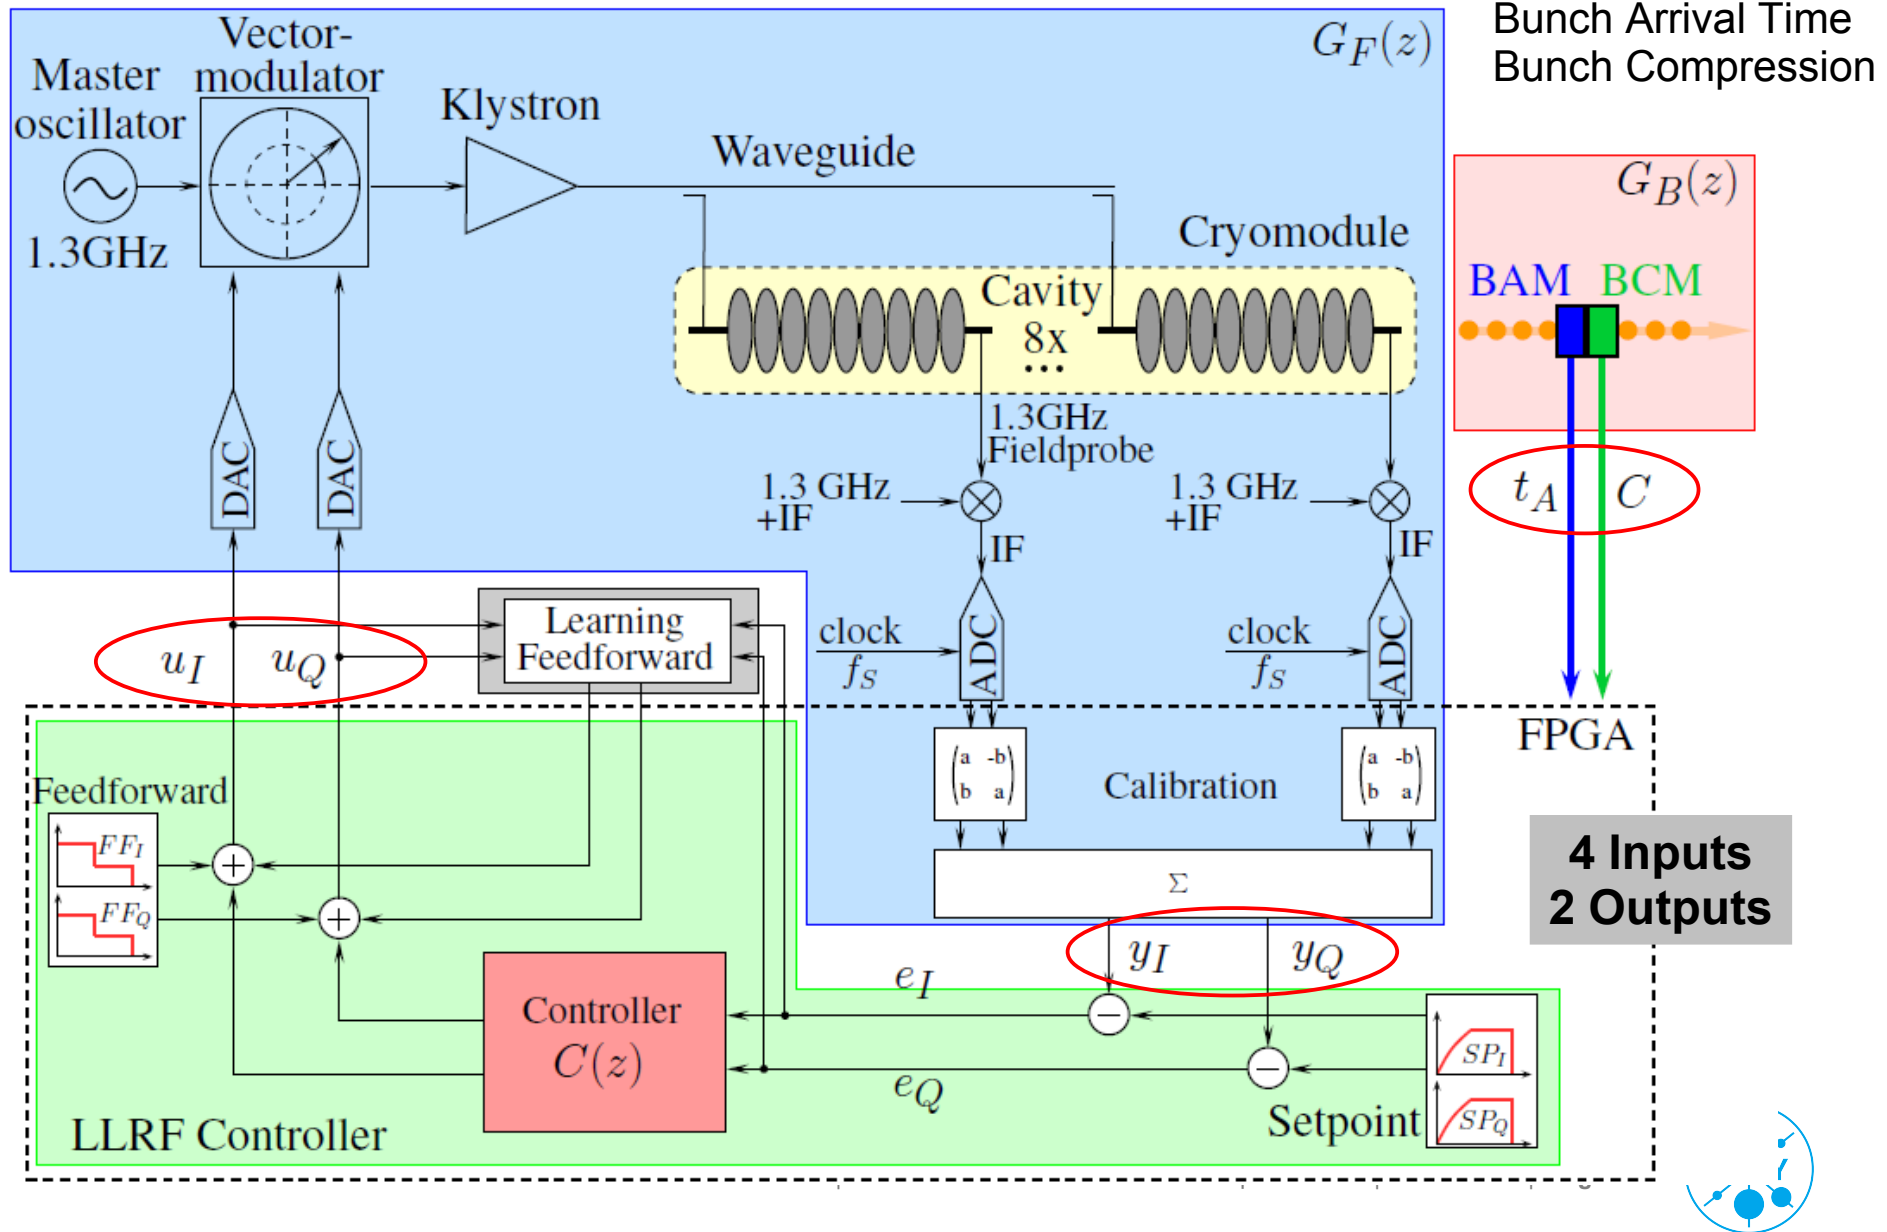 Bunch Arrival Time
Bunch Compression
G_F(z)
Vector-
modulator
Master
oscillator
1.3GHz
Klystron
Waveguide
Cryomodule
Cavity
8x
...
G_B(z)
BAM
BCM
t_A
C
DAC
DAC
1.3GHz
Fieldprobe
1.3 GHz
+IF
IF
1.3 GHz
+IF
IF
clock
f_S
ADC
clock
f_S
ADC
u_I
u_Q
Learning
Feedforward
FPGA
(a -b
b a)
Calibration
(a -b
b a)
Σ
Feedforward
FF_I
FF_Q
+
+
4 Inputs
2 Outputs
y_I
y_Q
e_I
e_Q
−
−
Controller
C(z)
SP_I
SP_Q
Setpoint
LLRF Controller